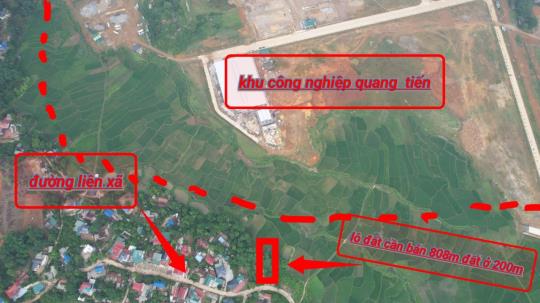 khu công nghiệp quang tiến
đường liên xã
lô đất cần bán 808m đất ở 200m